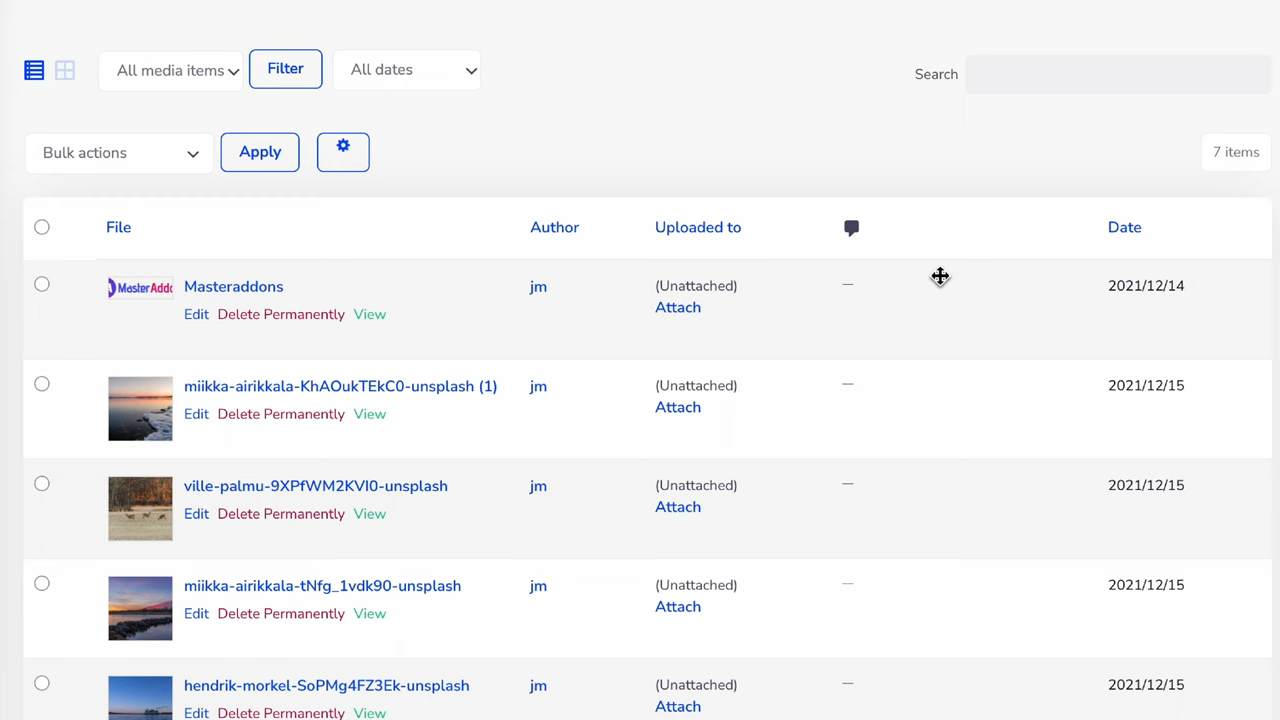 All media items
Filter
All dates
Search
Bulk actions
Apply
7 items
File
Author
Uploaded to
Date
MasterAddo
Masteraddons
jm
(Unattached)
—
2021/12/14
Edit Delete Permanently View
Attach
miikka-airikkala-KhAOukTEkC0-unsplash (1)
jm
(Unattached)
—
2021/12/15
Edit Delete Permanently View
Attach
ville-palmu-9XPfWM2KVI0-unsplash
jm
(Unattached)
—
2021/12/15
Edit Delete Permanently View
Attach
miikka-airikkala-tNfg_1vdk90-unsplash
jm
(Unattached)
—
2021/12/15
Edit Delete Permanently View
Attach
hendrik-morkel-SoPMg4FZ3Ek-unsplash
jm
(Unattached)
—
2021/12/15
Edit Delete Permanently View
Attach